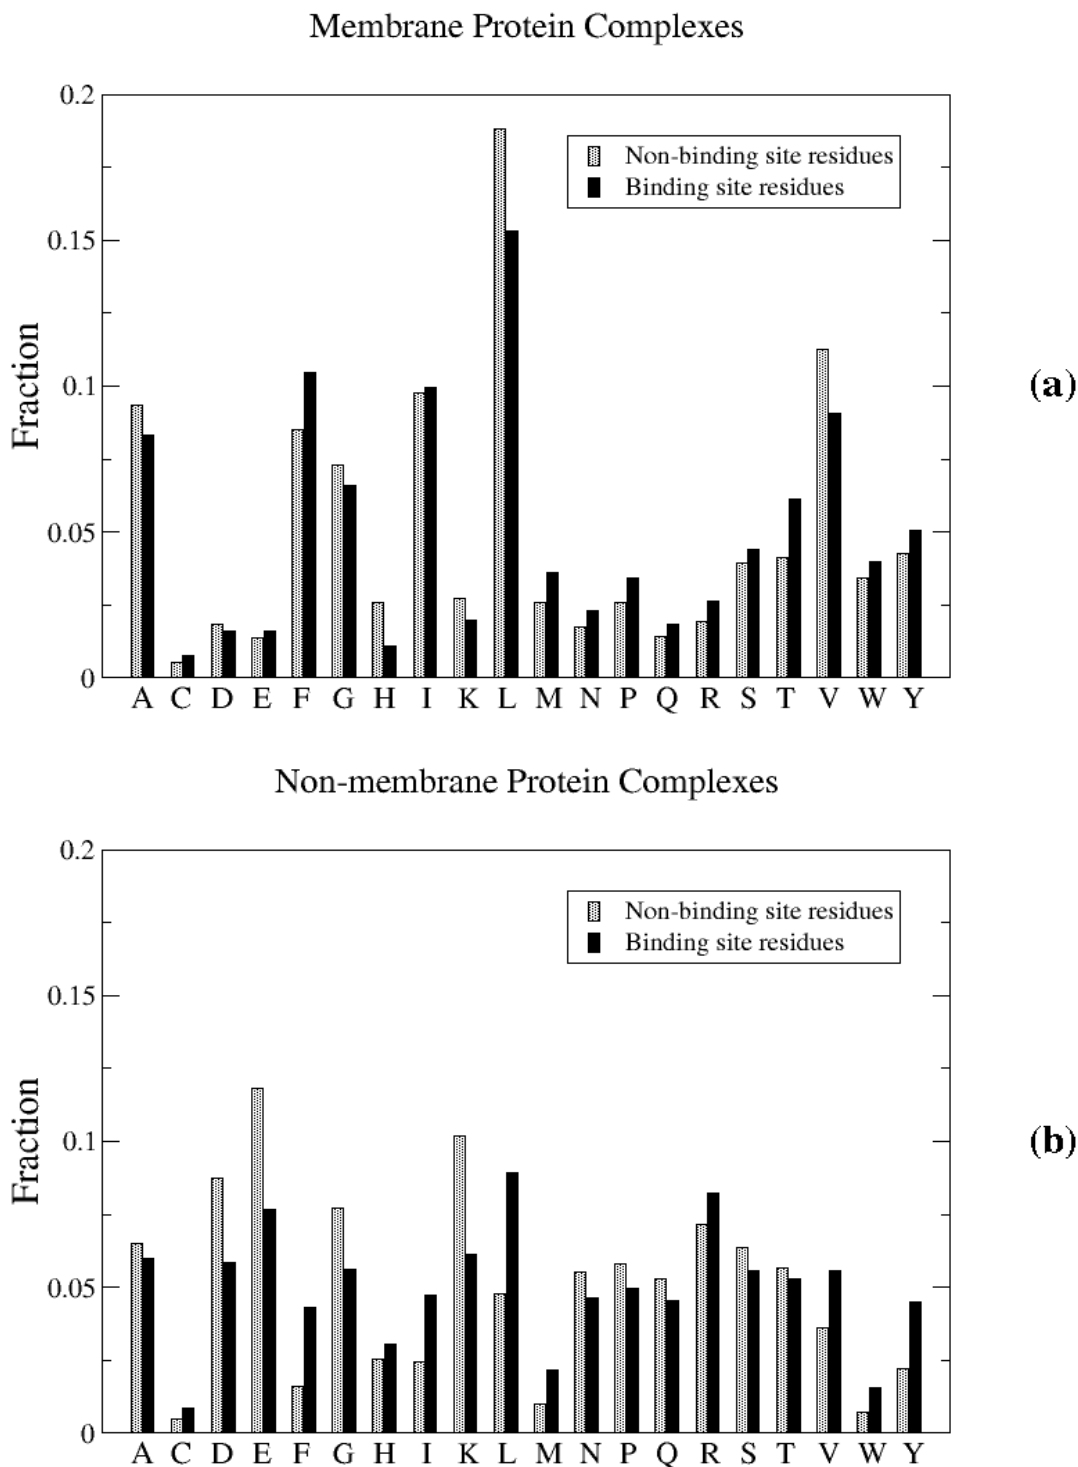 Membrane Protein Complexes
0.2
Non-binding site residues
Binding site residues
0.15
Fraction
0.1
(a)
0.05
0
A C D E F G H I K L M N P Q R S T V W Y
Non-membrane Protein Complexes
0.2
Non-binding site residues
Binding site residues
0.15
Fraction
0.1
(b)
0.05
0
A C D E F G H I K L M N P Q R S T V W Y